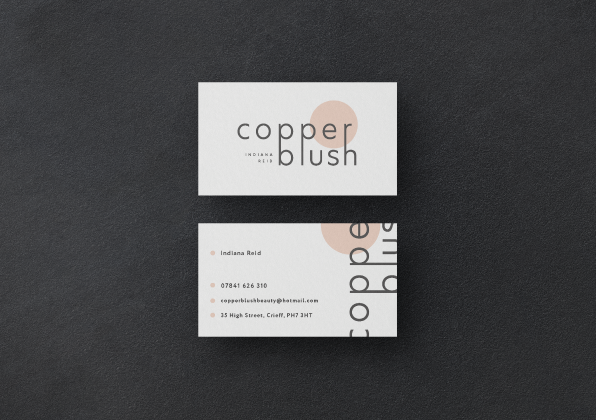 copper
INDIANA
REID
blush
Indiana Reid
07841 626 310
copperblushbeauty@hotmail.com
35 High Street, Crieff, PH7 3HT
copper
blush